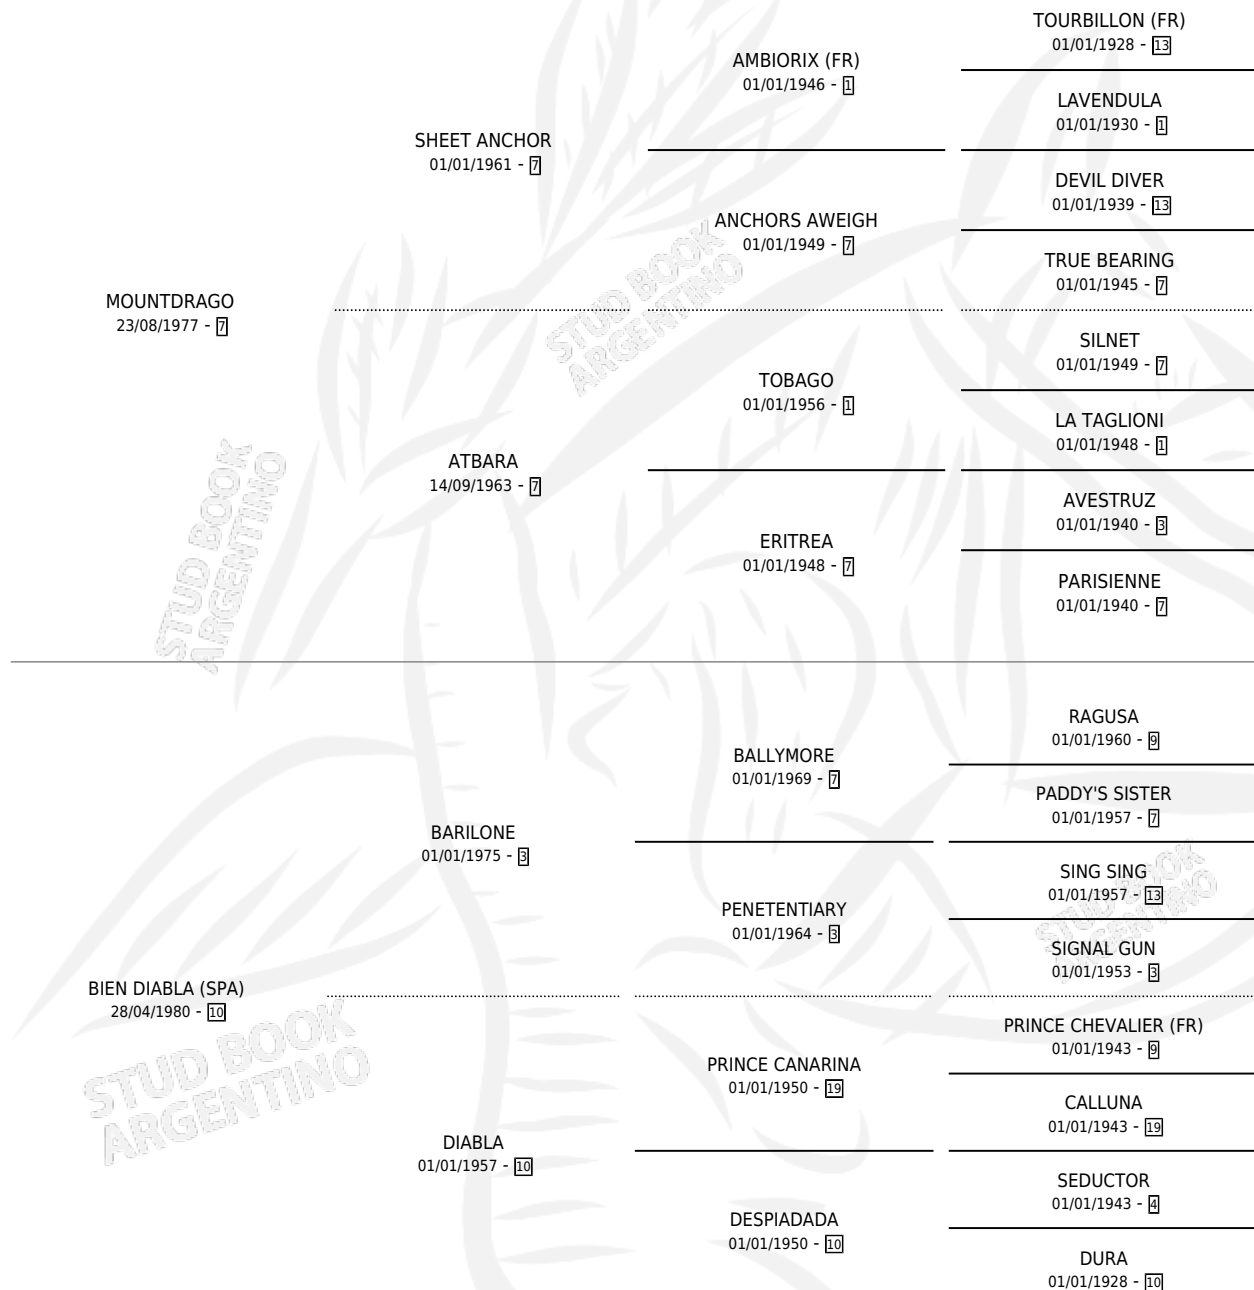 TOURBILLON (FR)
01/01/1928 - 13
AMBIORIX (FR)
01/01/1946 - 1
LAVENDULA
01/01/1930 - 1
SHEET ANCHOR
01/01/1961 - 7
DEVIL DIVER
01/01/1939 - 13
ANCHORS AWEIGH
01/01/1949 - 7
TRUE BEARING
01/01/1945 - 7
MOUNTDRAGO
23/08/1977 - 7
SILNET
01/01/1949 - 7
TOBAGO
01/01/1956 - 1
LA TAGLIONI
01/01/1948 - 1
ATBARA
14/09/1963 - 7
AVESTRUZ
01/01/1940 - 3
ERITREA
01/01/1948 - 7
PARISIENNE
01/01/1940 - 7
RAGUSA
01/01/1960 - 9
BALLYMORE
01/01/1969 - 7
PADDY'S SISTER
01/01/1957 - 7
BARILONE
01/01/1975 - 3
SING SING
01/01/1957 - 13
PENETENTIARY
01/01/1964 - 3
SIGNAL GUN
01/01/1953 - 3
BIEN DIABLA (SPA)
28/04/1980 - 10
PRINCE CHEVALIER (FR)
01/01/1943 - 9
PRINCE CANARINA
01/01/1950 - 19
CALLUNA
01/01/1943 - 19
DIABLA
01/01/1957 - 10
SEDUCTOR
01/01/1943 - 4
DESPIADADA
01/01/1950 - 10
DURA
01/01/1928 - 10
STUD BOOK
ARGENTINO
STUD BOOK
ARGENTINO
STUD BOOK
ARGENTINO
STUD BOOK
ARGENTINO